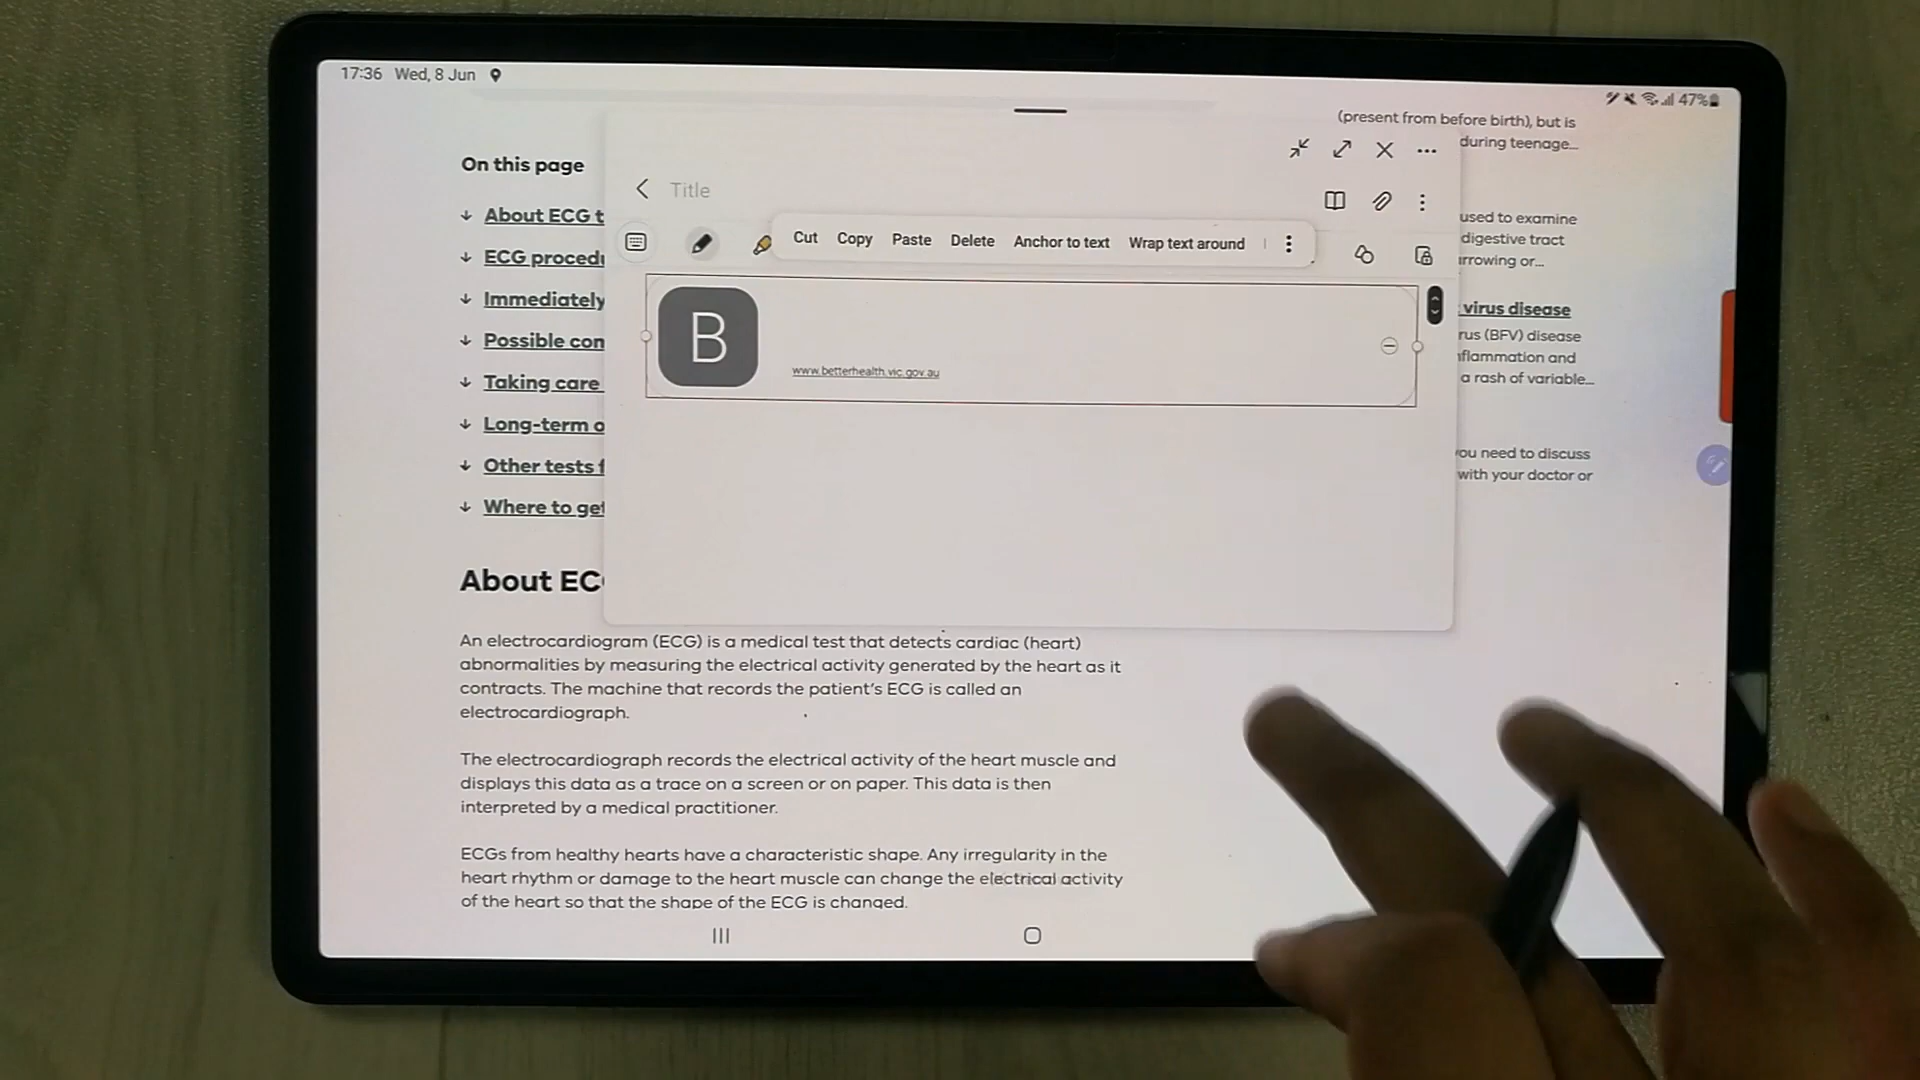 17:36 Wed, 8 Jun
47%
(present from before birth), but is
during teenage...
On this page
Title
About ECG t
Cut Copy Paste Delete Anchor to text Wrap text around
used to examine
digestive tract
rrowing or...
ECG procedu
Immediately
B
www.betterhealth.vic.gov.au
virus disease
rus (BFV) disease
nflammation and
a rash of variable...
Possible con
Taking care
Long-term o
Other tests f
Where to get
you need to discuss
with your doctor or
About EC
An electrocardiogram (ECG) is a medical test that detects cardiac (heart)
abnormalities by measuring the electrical activity generated by the heart as it
contracts. The machine that records the patient's ECG is called an
electrocardiograph.
The electrocardiograph records the electrical activity of the heart muscle and
displays this data as a trace on a screen or on paper. This data is then
interpreted by a medical practitioner.
ECGs from healthy hearts have a characteristic shape. Any irregularity in the
heart rhythm or damage to the heart muscle can change the electrical activity
of the heart so that the shape of the ECG is changed.